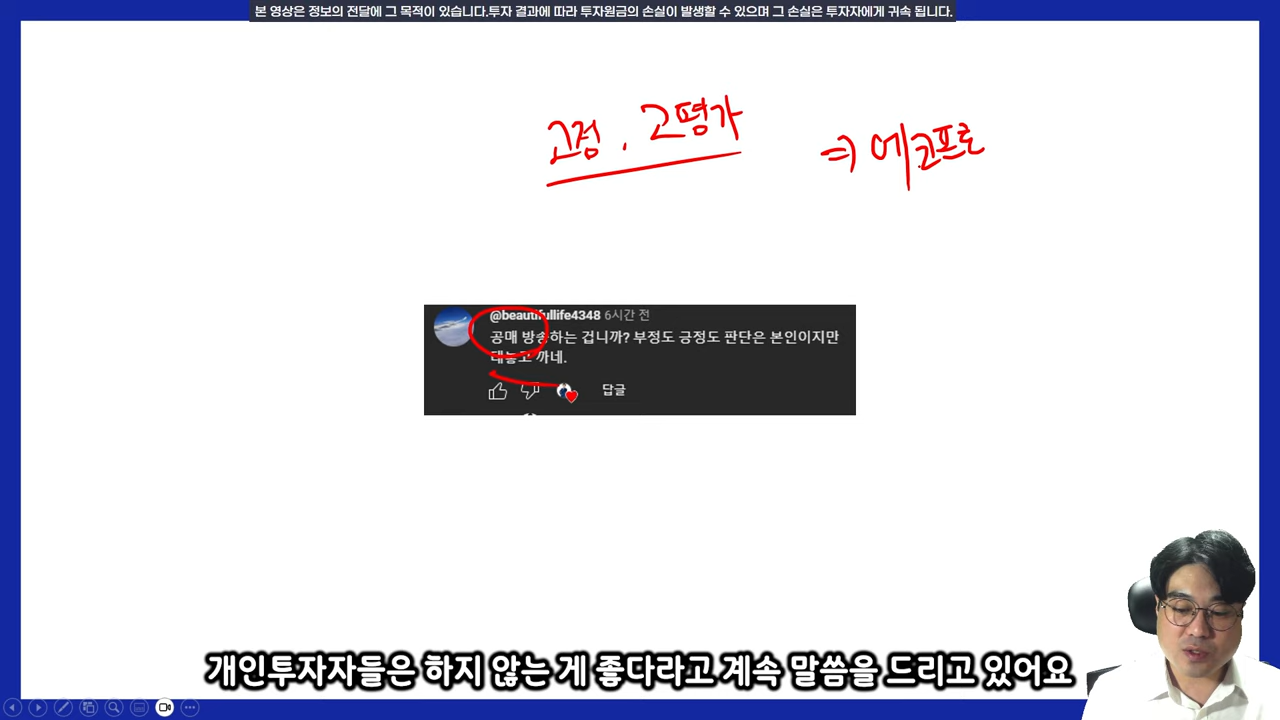 본 영상은 정보의 전달에 그 목적이 있습니다.투자 결과에 따라 투자원금의 손실이 발생할 수 있으며 그 손실은 투자자에게 귀속 됩니다.
고점, 고평가 ⇒ 에코프로
@beautifullife4348 6시간 전
공매 방송하는 겁니까? 부정도 긍정도 판단은 본인이지만
대놓고 까네.
답글
개인투자자들은 하지 않는 게 좋다라고 계속 말씀을 드리고 있어요